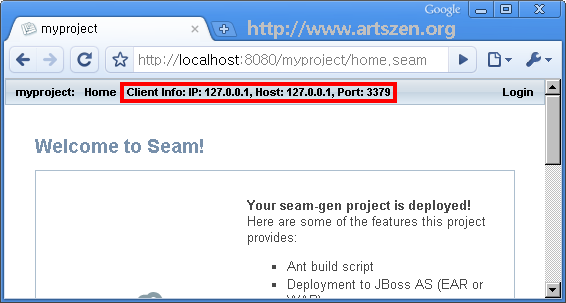 Google
myproject
http://www.artszen.org
http://localhost:8080/myproject/home.seam
myproject: Home Client Info: IP: 127.0.0.1, Host: 127.0.0.1, Port: 3379 Login
Welcome to Seam!
Your seam-gen project is deployed!
Here are some of the features this project
provides:
Ant build script
Deployment to JBoss AS (EAR or
WAR)